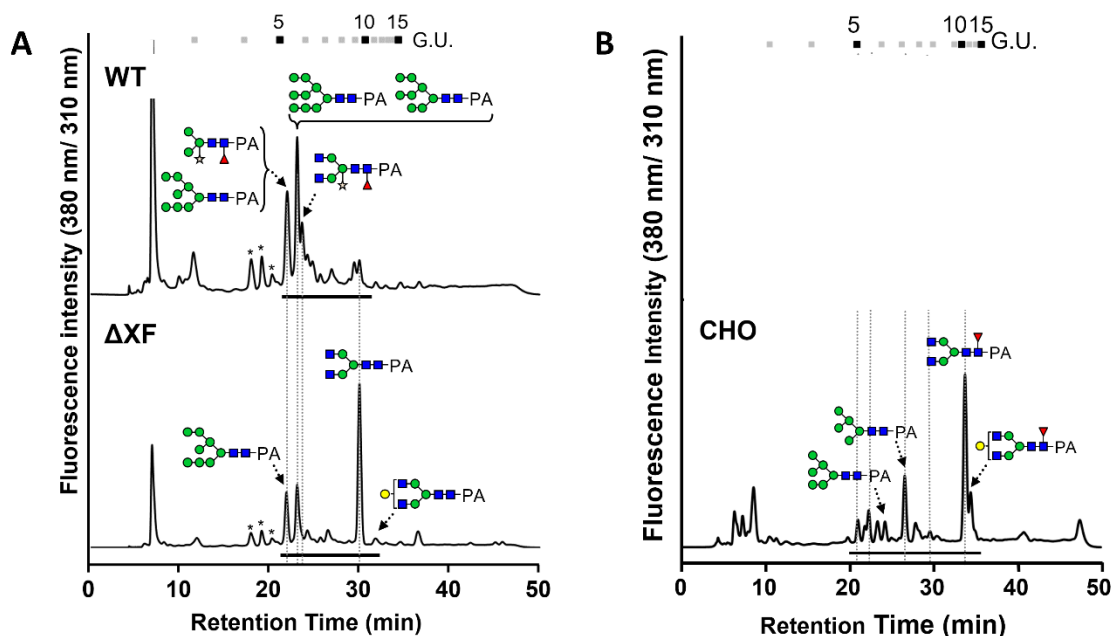 A
5 10 15
G.U.
WT
PA
PA
PA
PA
PA
* * *
ΔXF
PA
PA
PA
* * *
Fluorescence intensity (380 nm/ 310 nm)
0 10 20 30 40 50
Retention Time (min)
B
5 10 15
G.U.
CHO
PA
PA
PA
PA
Fluorescence Intensity (380 nm/ 310 nm)
0 10 20 30 40 50
Retention Time (min)